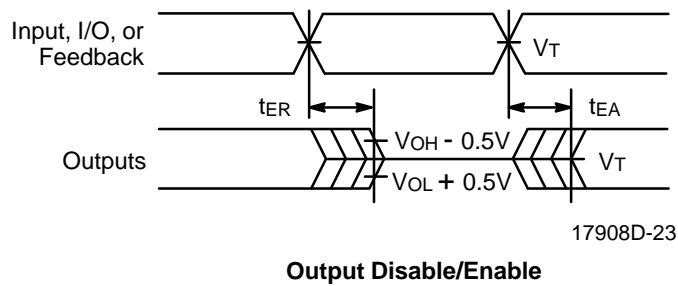 Input, I/O, or
Feedback
VT
tER
tEA
VOH - 0.5V
Outputs
VT
VOL + 0.5V
17908D-23
Output Disable/Enable